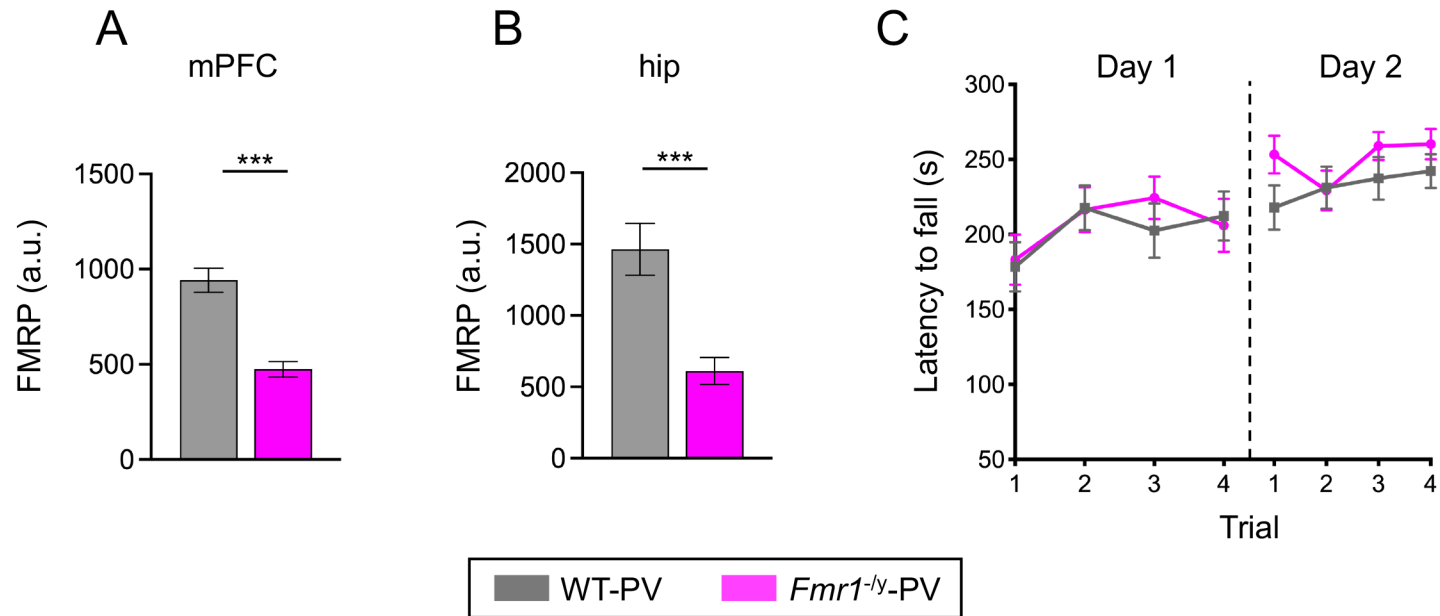 A
mPFC
FMRP (a.u.)
1500
1000
500
0
***
B
hip
FMRP (a.u.)
2000
1500
1000
500
0
***
C
Day 1
Day 2
Latency to fall (s)
300
250
200
150
100
50
1 2 3 4 1 2 3 4
Trial
WT-PV
Fmr1-/y-PV